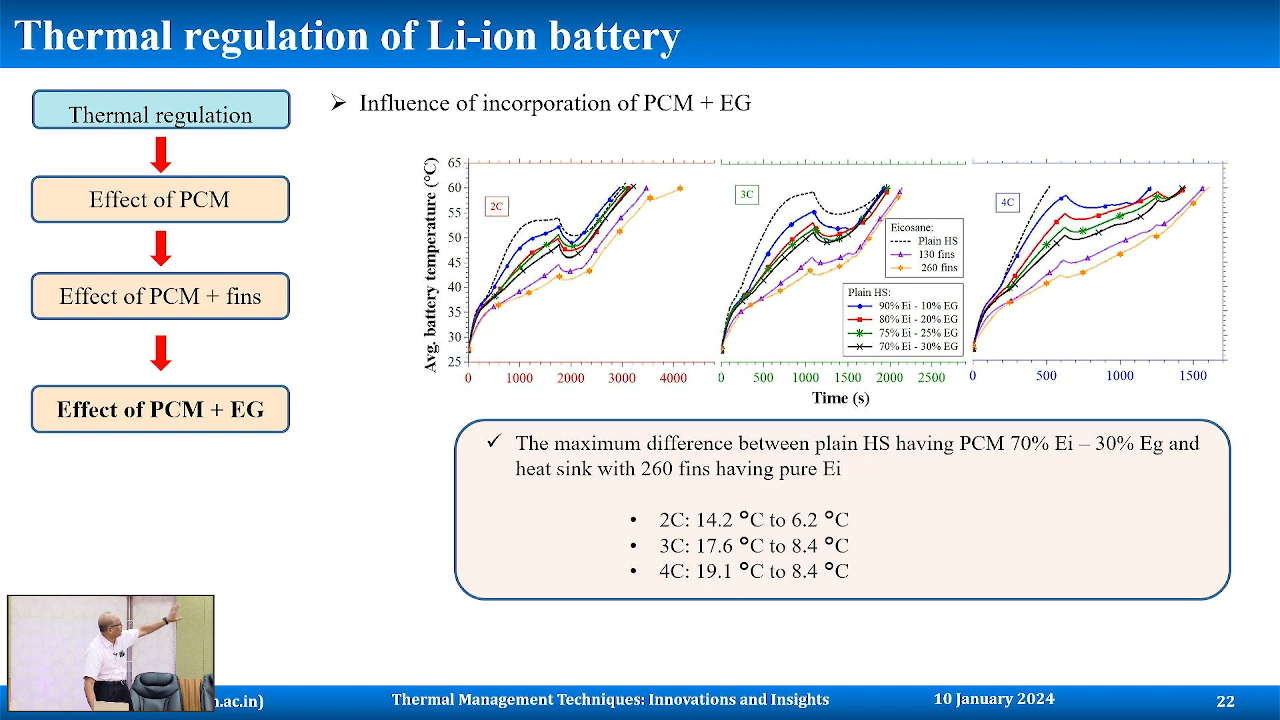 Thermal regulation of Li-ion battery
Thermal regulation
Effect of PCM
Effect of PCM + fins
Effect of PCM + EG
➢ Influence of incorporation of PCM + EG
Avg. battery temperature (°C)
65
60
55
50
45
40
35
30
25
2C
0 1000 2000 3000 4000
3C
0 500 1000 1500 2000 2500
4C
0 500 1000 1500
Time (s)
Eicosane:
Plain HS
130 fins
260 fins
Plain HS:
90% Ei - 10% EG
80% Ei - 20% EG
75% Ei - 25% EG
70% Ei - 30% EG
✓ The maximum difference between plain HS having PCM 70% Ei – 30% Eg and
heat sink with 260 fins having pure Ei
• 2C: 14.2 °C to 6.2 °C
• 3C: 17.6 °C to 8.4 °C
• 4C: 19.1 °C to 8.4 °C
n.ac.in)
Thermal Management Techniques: Innovations and Insights
10 January 2024
22